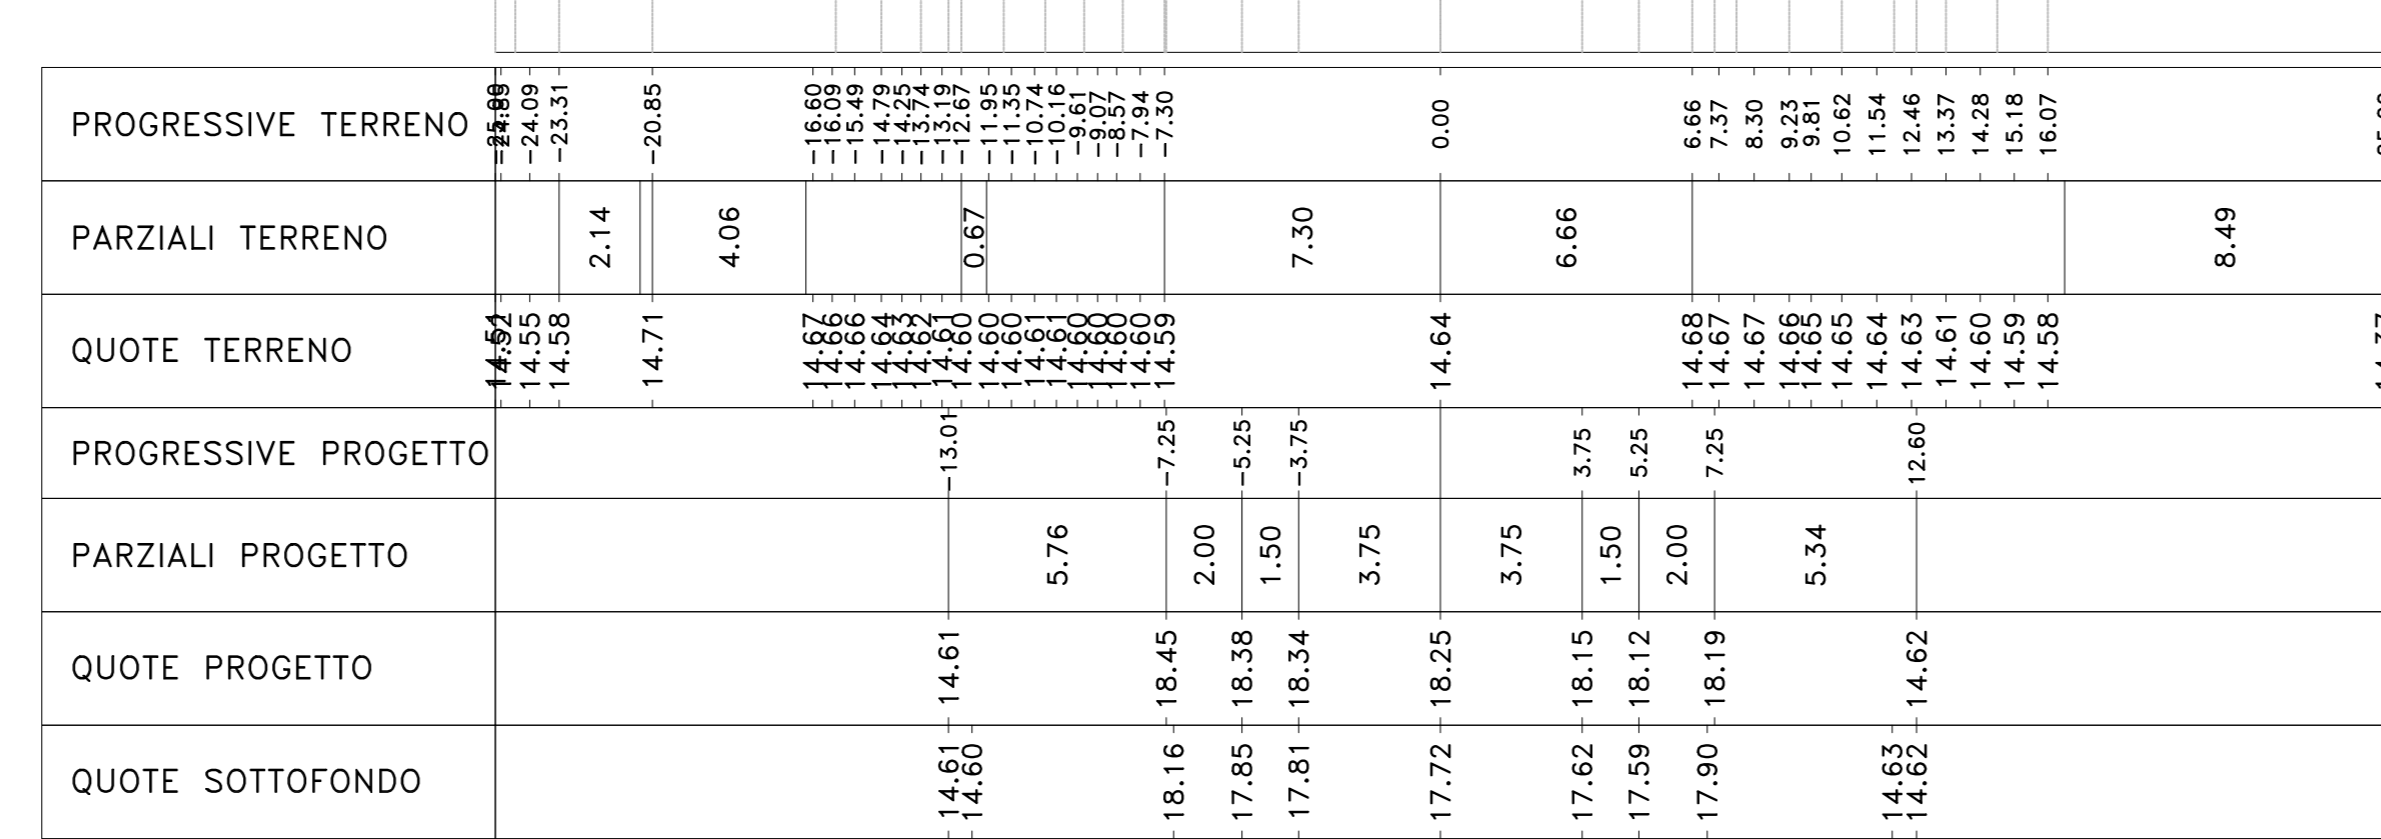 PROGRESSIVE TERRENO -24.09 -23.31 -20.85 -16.60 -16.09 -15.49 -14.79 -14.25 -13.74 -13.19 -12.67 -11.95 -11.35 -10.74 -10.16 -9.61 -9.07 -8.57 -7.94 -7.30 0.00 6.66 7.37 8.30 9.23 9.81 10.62 11.54 12.46 13.37 14.28 15.18 16.07
PARZIALI TERRENO 2.14 4.06 0.67 7.30 6.66 8.49
QUOTE TERRENO 14.52 14.55 14.58 14.71 14.67 14.66 14.66 14.64 14.63 14.62 14.61 14.60 14.60 14.60 14.61 14.61 14.60 14.60 14.60 14.60 14.59 14.64 14.68 14.67 14.67 14.66 14.65 14.65 14.64 14.63 14.61 14.60 14.59 14.58
PROGRESSIVE PROGETTO -13.01 -7.25 -5.25 -3.75 3.75 5.25 7.25 12.60
PARZIALI PROGETTO 5.76 2.00 1.50 3.75 3.75 1.50 2.00 5.34
QUOTE PROGETTO 14.61 18.45 18.38 18.34 18.25 18.15 18.12 18.19 14.62
QUOTE SOTTOFONDO 14.61 14.60 18.16 17.85 17.81 17.72 17.62 17.59 17.90 14.63 14.62